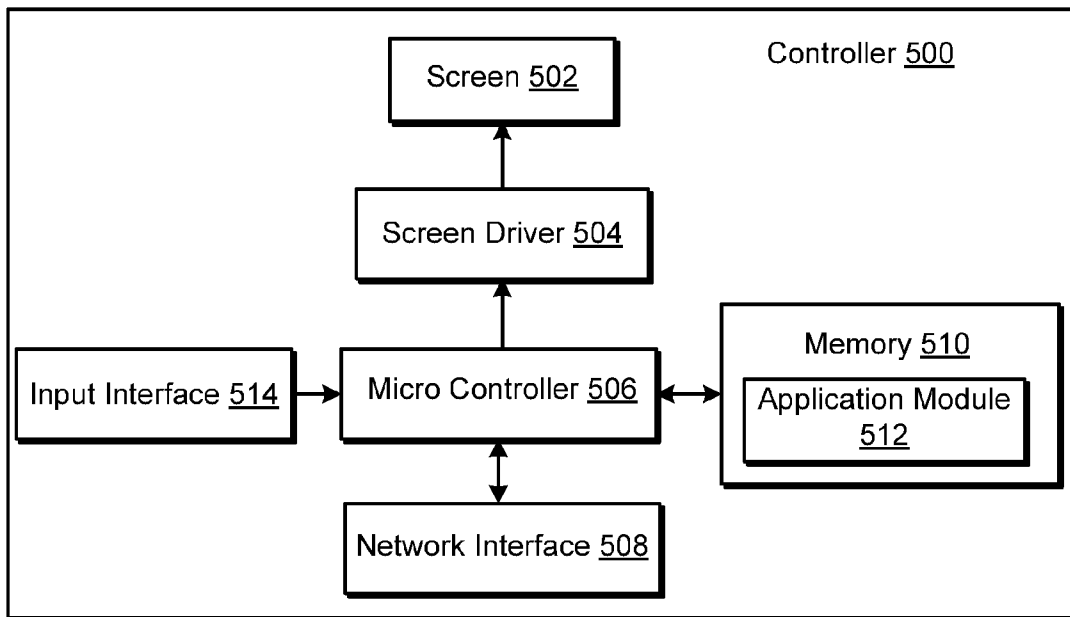 Controller 500
Screen 502
Screen Driver 504
Input Interface 514
Micro Controller 506
Memory 510
Application Module
512
Network Interface 508